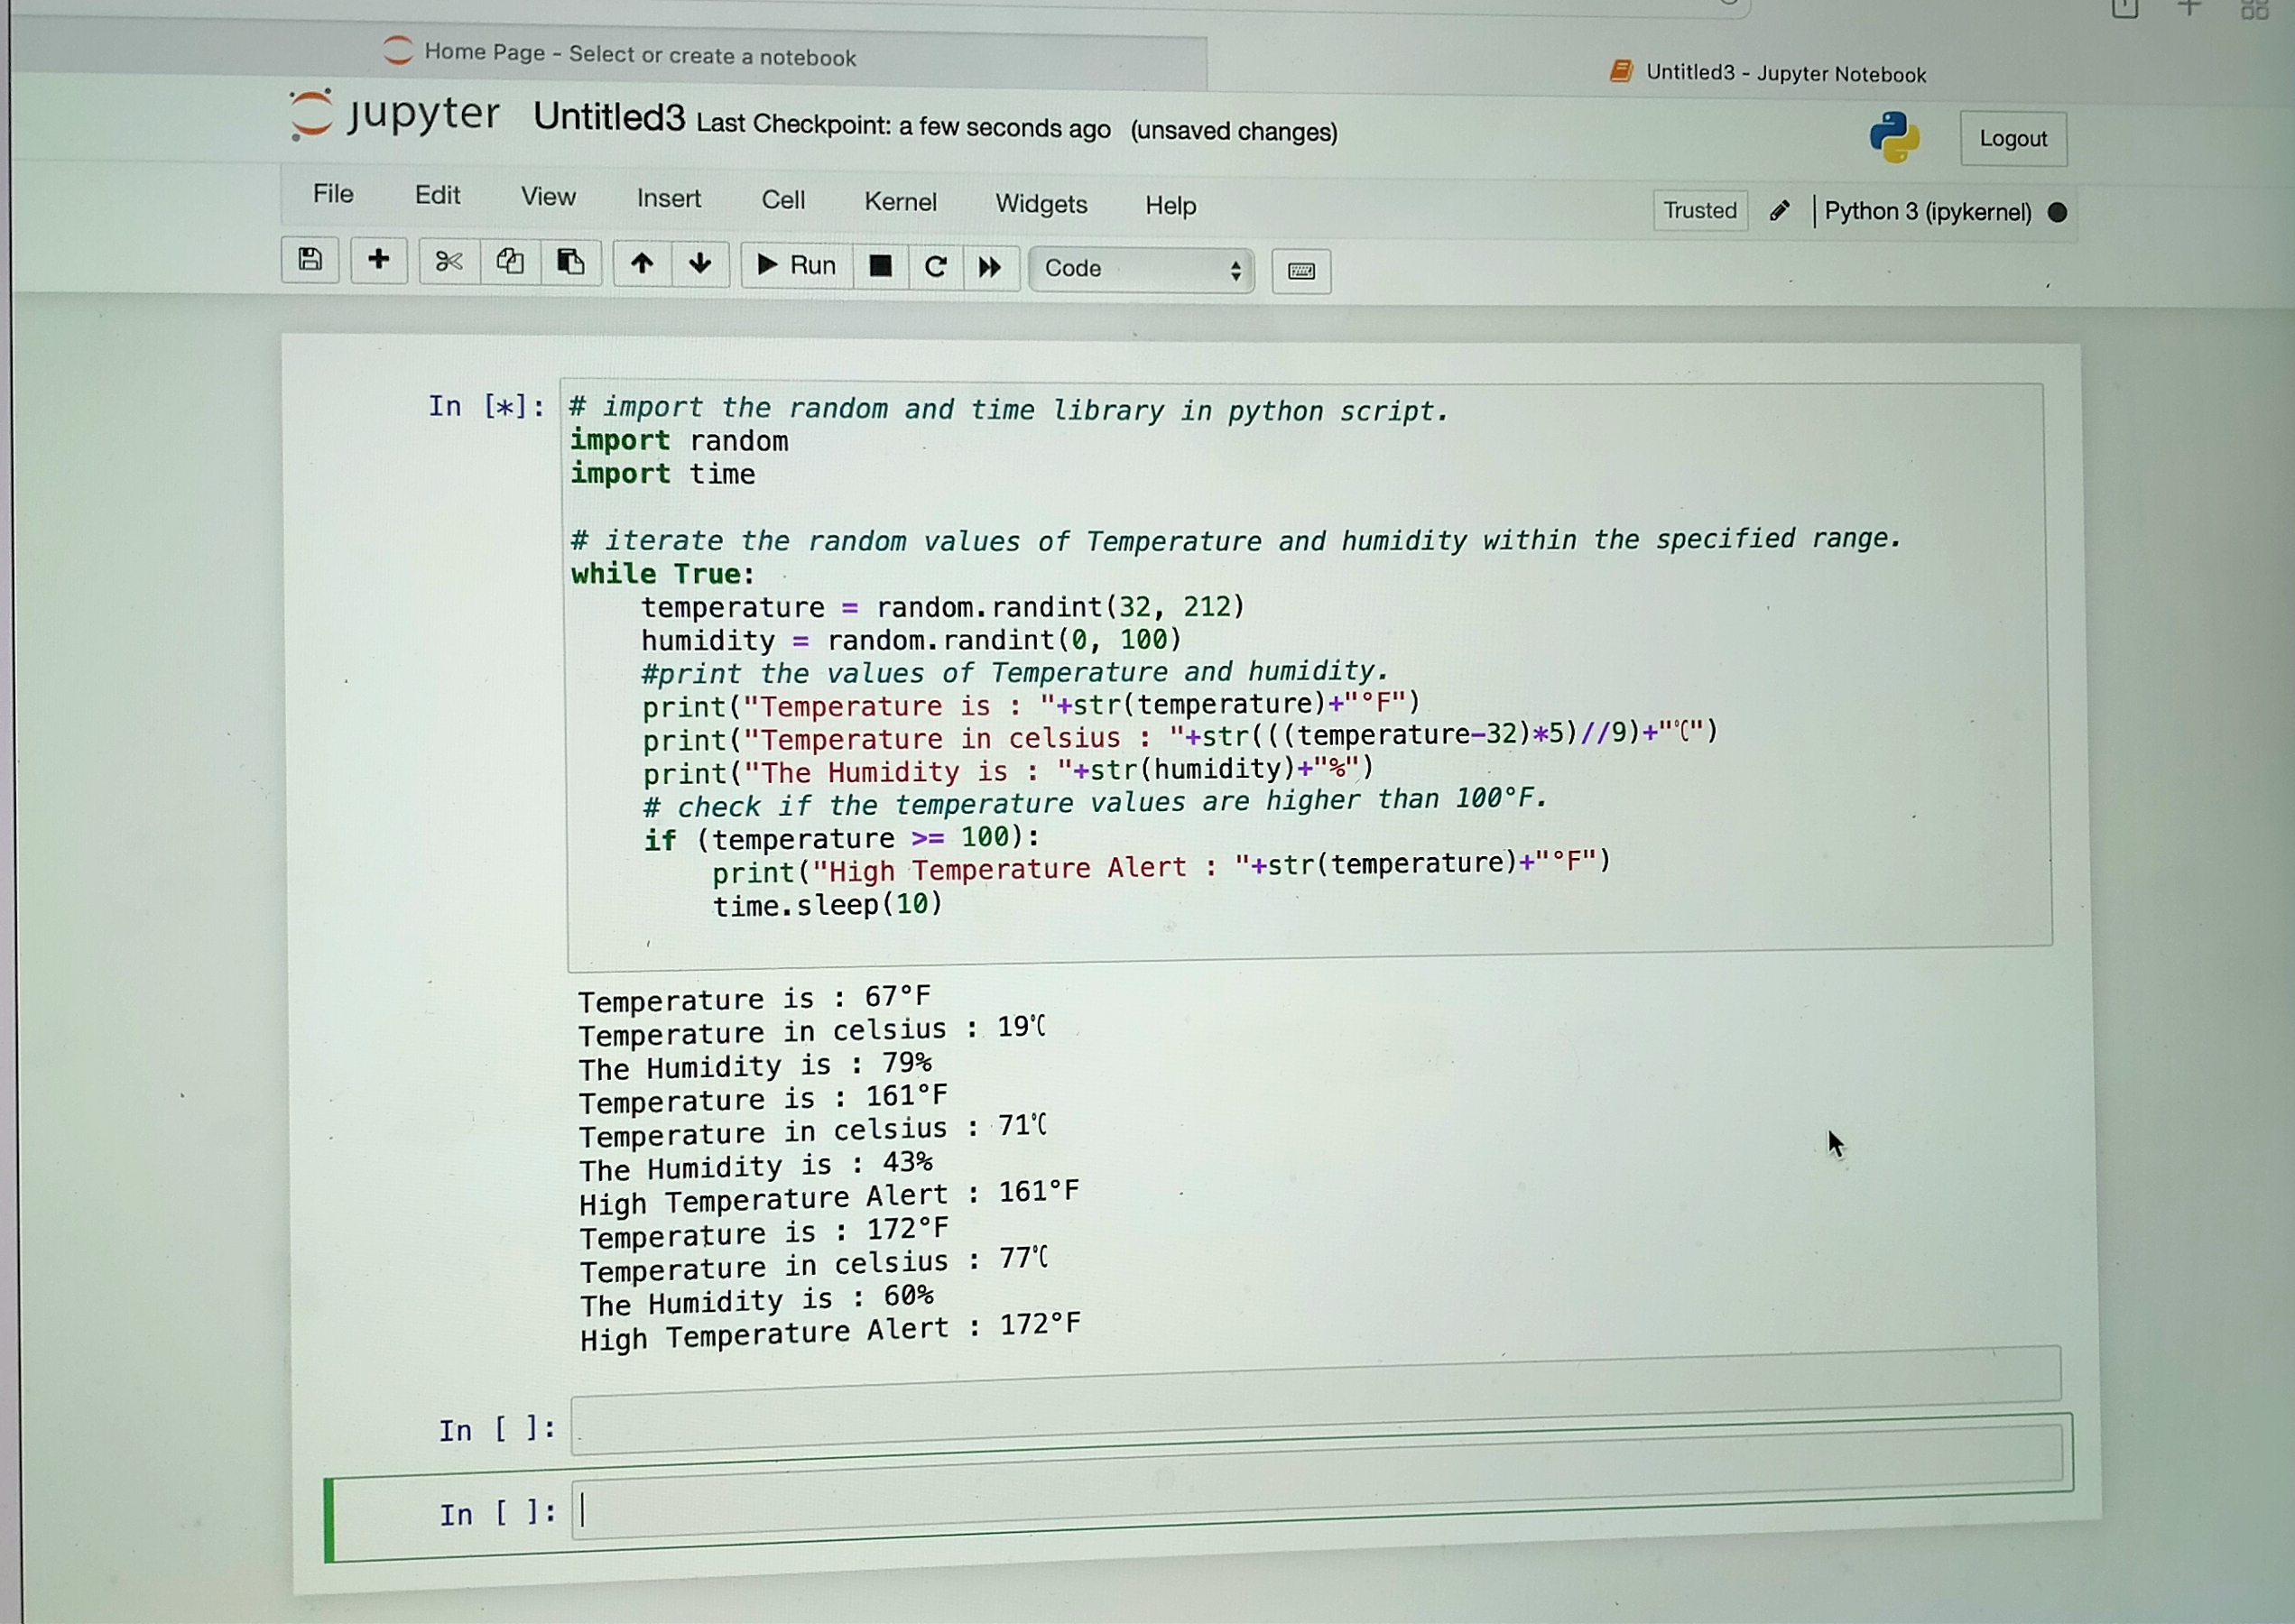 Home Page - Select or create a notebook
Untitled3 - Jupyter Notebook
jupyter Untitled3 Last Checkpoint: a few seconds ago (unsaved changes)
Logout
File Edit View Insert Cell Kernel Widgets Help
Trusted Python 3 (ipykernel)
Run Code
In [*]: # import the random and time library in python script.
import random
import time
# iterate the random values of Temperature and humidity within the specified range.
while True:
    temperature = random.randint(32, 212)
    humidity = random.randint(0, 100)
    #print the values of Temperature and humidity.
    print("Temperature is : "+str(temperature)+"°F")
    print("Temperature in celsius : "+str(((temperature-32)*5)//9)+"℃")
    print("The Humidity is : "+str(humidity)+"%")
    # check if the temperature values are higher than 100°F.
    if (temperature >= 100):
        print("High Temperature Alert : "+str(temperature)+"°F")
        time.sleep(10)
Temperature is : 67°F
Temperature in celsius : 19℃
The Humidity is : 79%
Temperature is : 161°F
Temperature in celsius : 71℃
The Humidity is : 43%
High Temperature Alert : 161°F
Temperature is : 172°F
Temperature in celsius : 77℃
The Humidity is : 60%
High Temperature Alert : 172°F
In [ ]:
In [ ]: